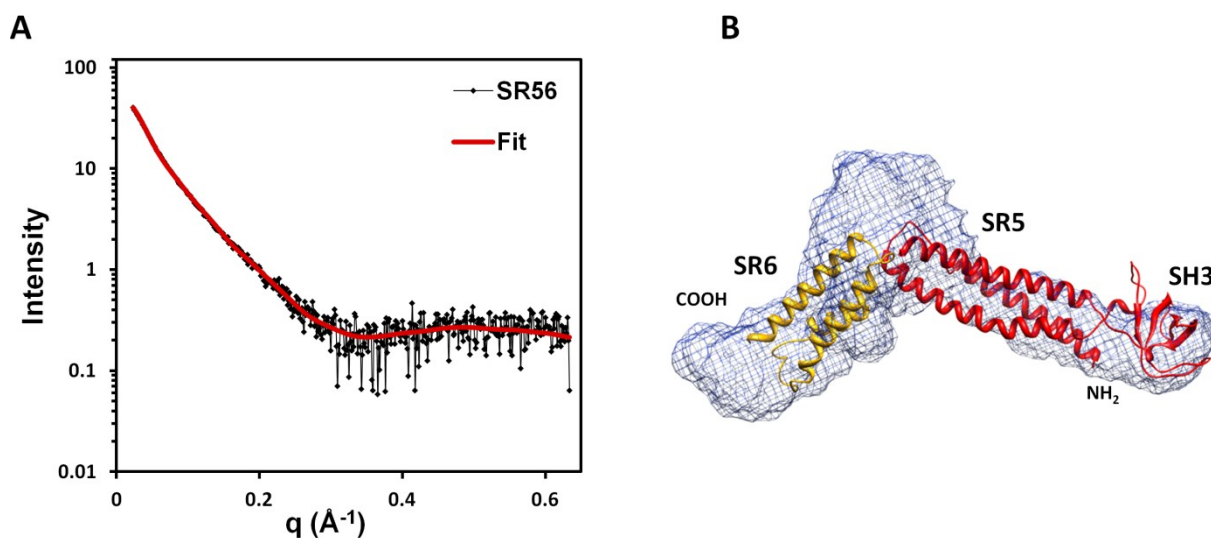 A
B
100
10
1
0.1
0.01
Intensity
SR56
Fit
0
0.2
0.4
0.6
q (Å⁻¹)
SR5
SR6
SH3
COOH
NH₂